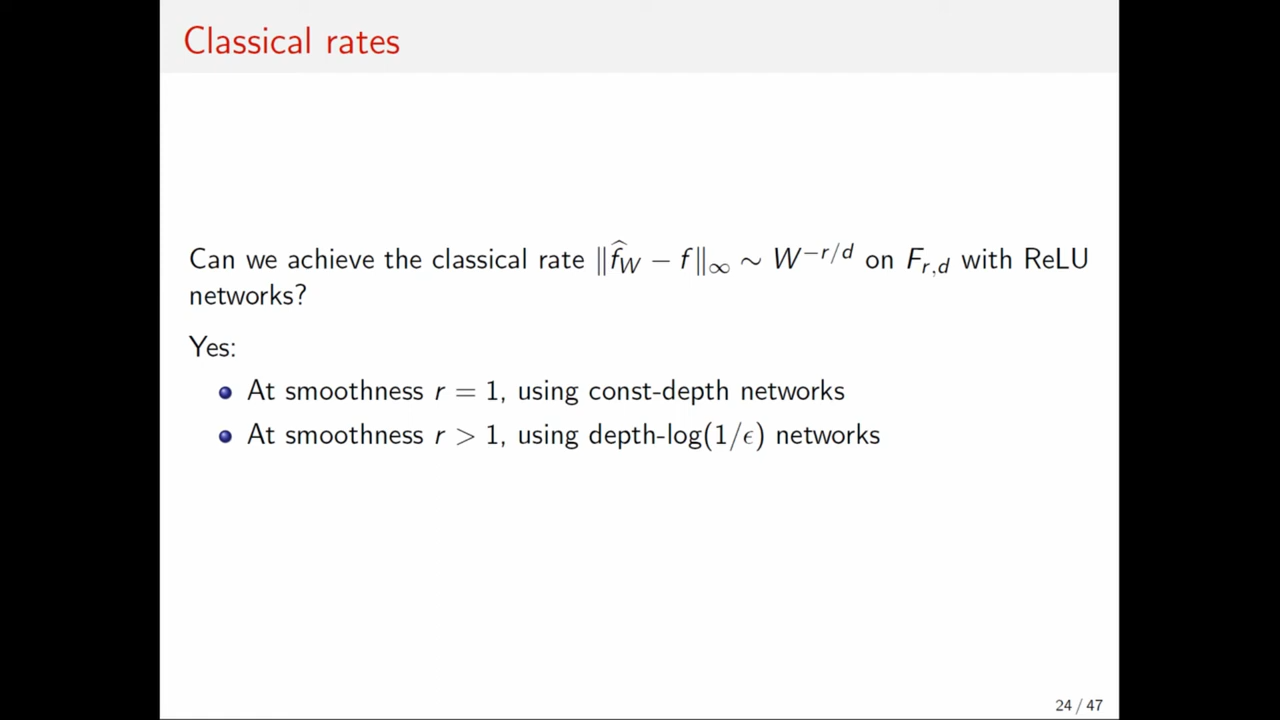 Classical rates
Can we achieve the classical rate ‖f̂_W − f‖_∞ ∼ W^{−r/d} on F_{r,d} with ReLU
networks?
Yes:
At smoothness r = 1, using const-depth networks
At smoothness r > 1, using depth-log(1/ϵ) networks
24 / 47